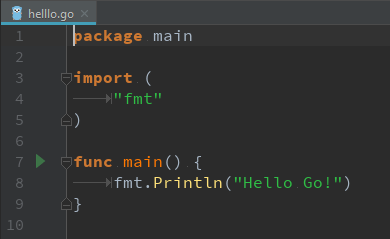 helllo.go
1 package main
2
3 import (
4 "fmt"
5 )
6
7 func main() {
8 fmt.Println("Hello Go!")
9 }
10